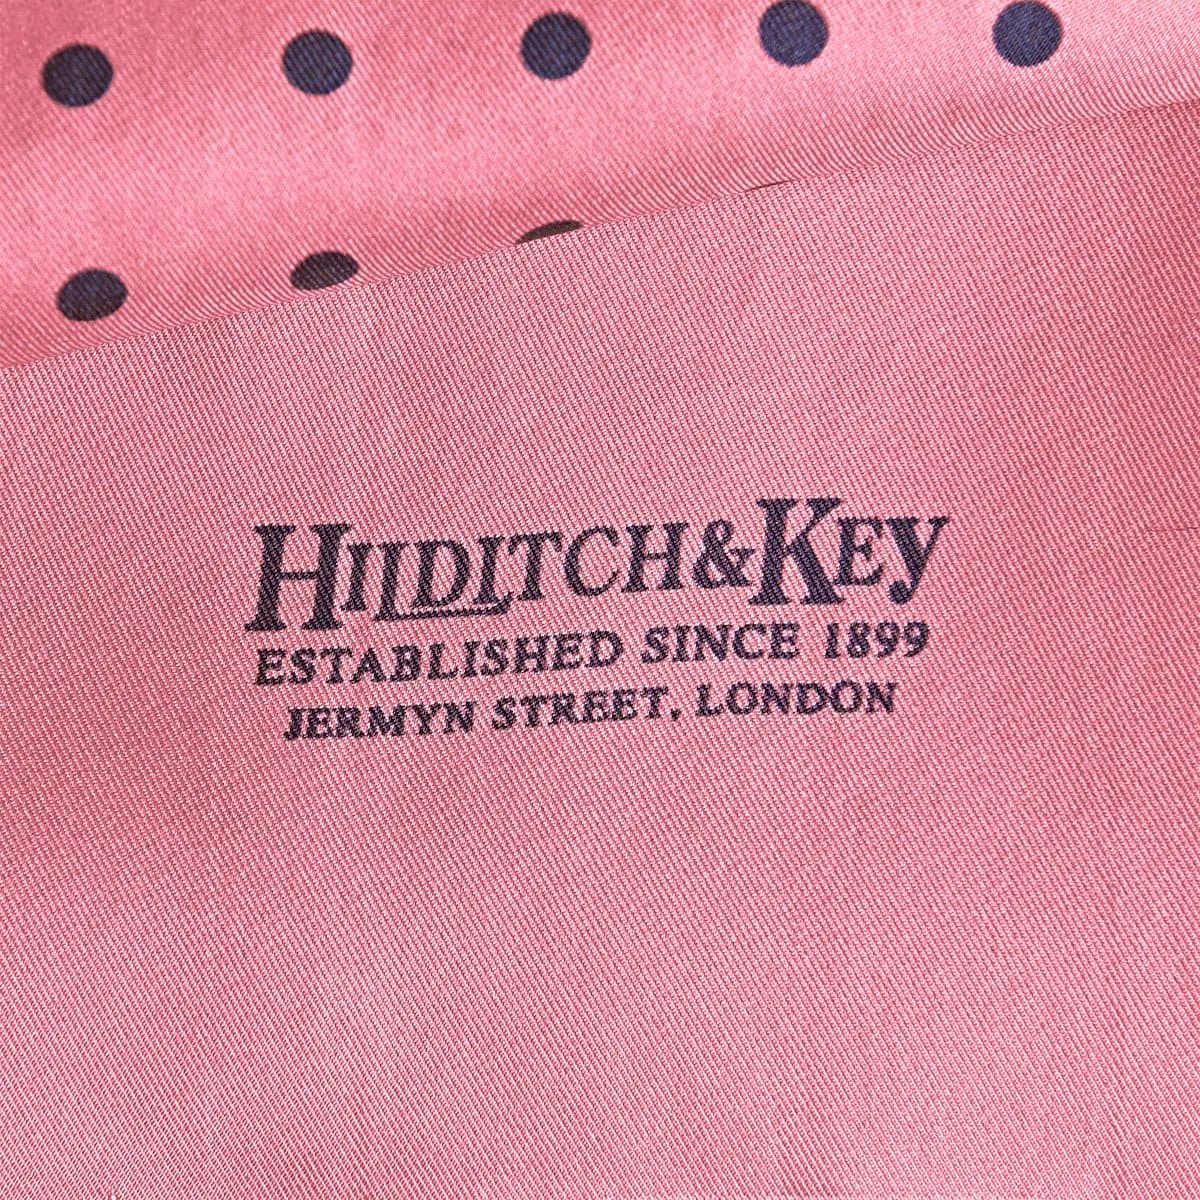 HILDITCH&KEY
ESTABLISHED SINCE 1899
JERMYN STREET, LONDON